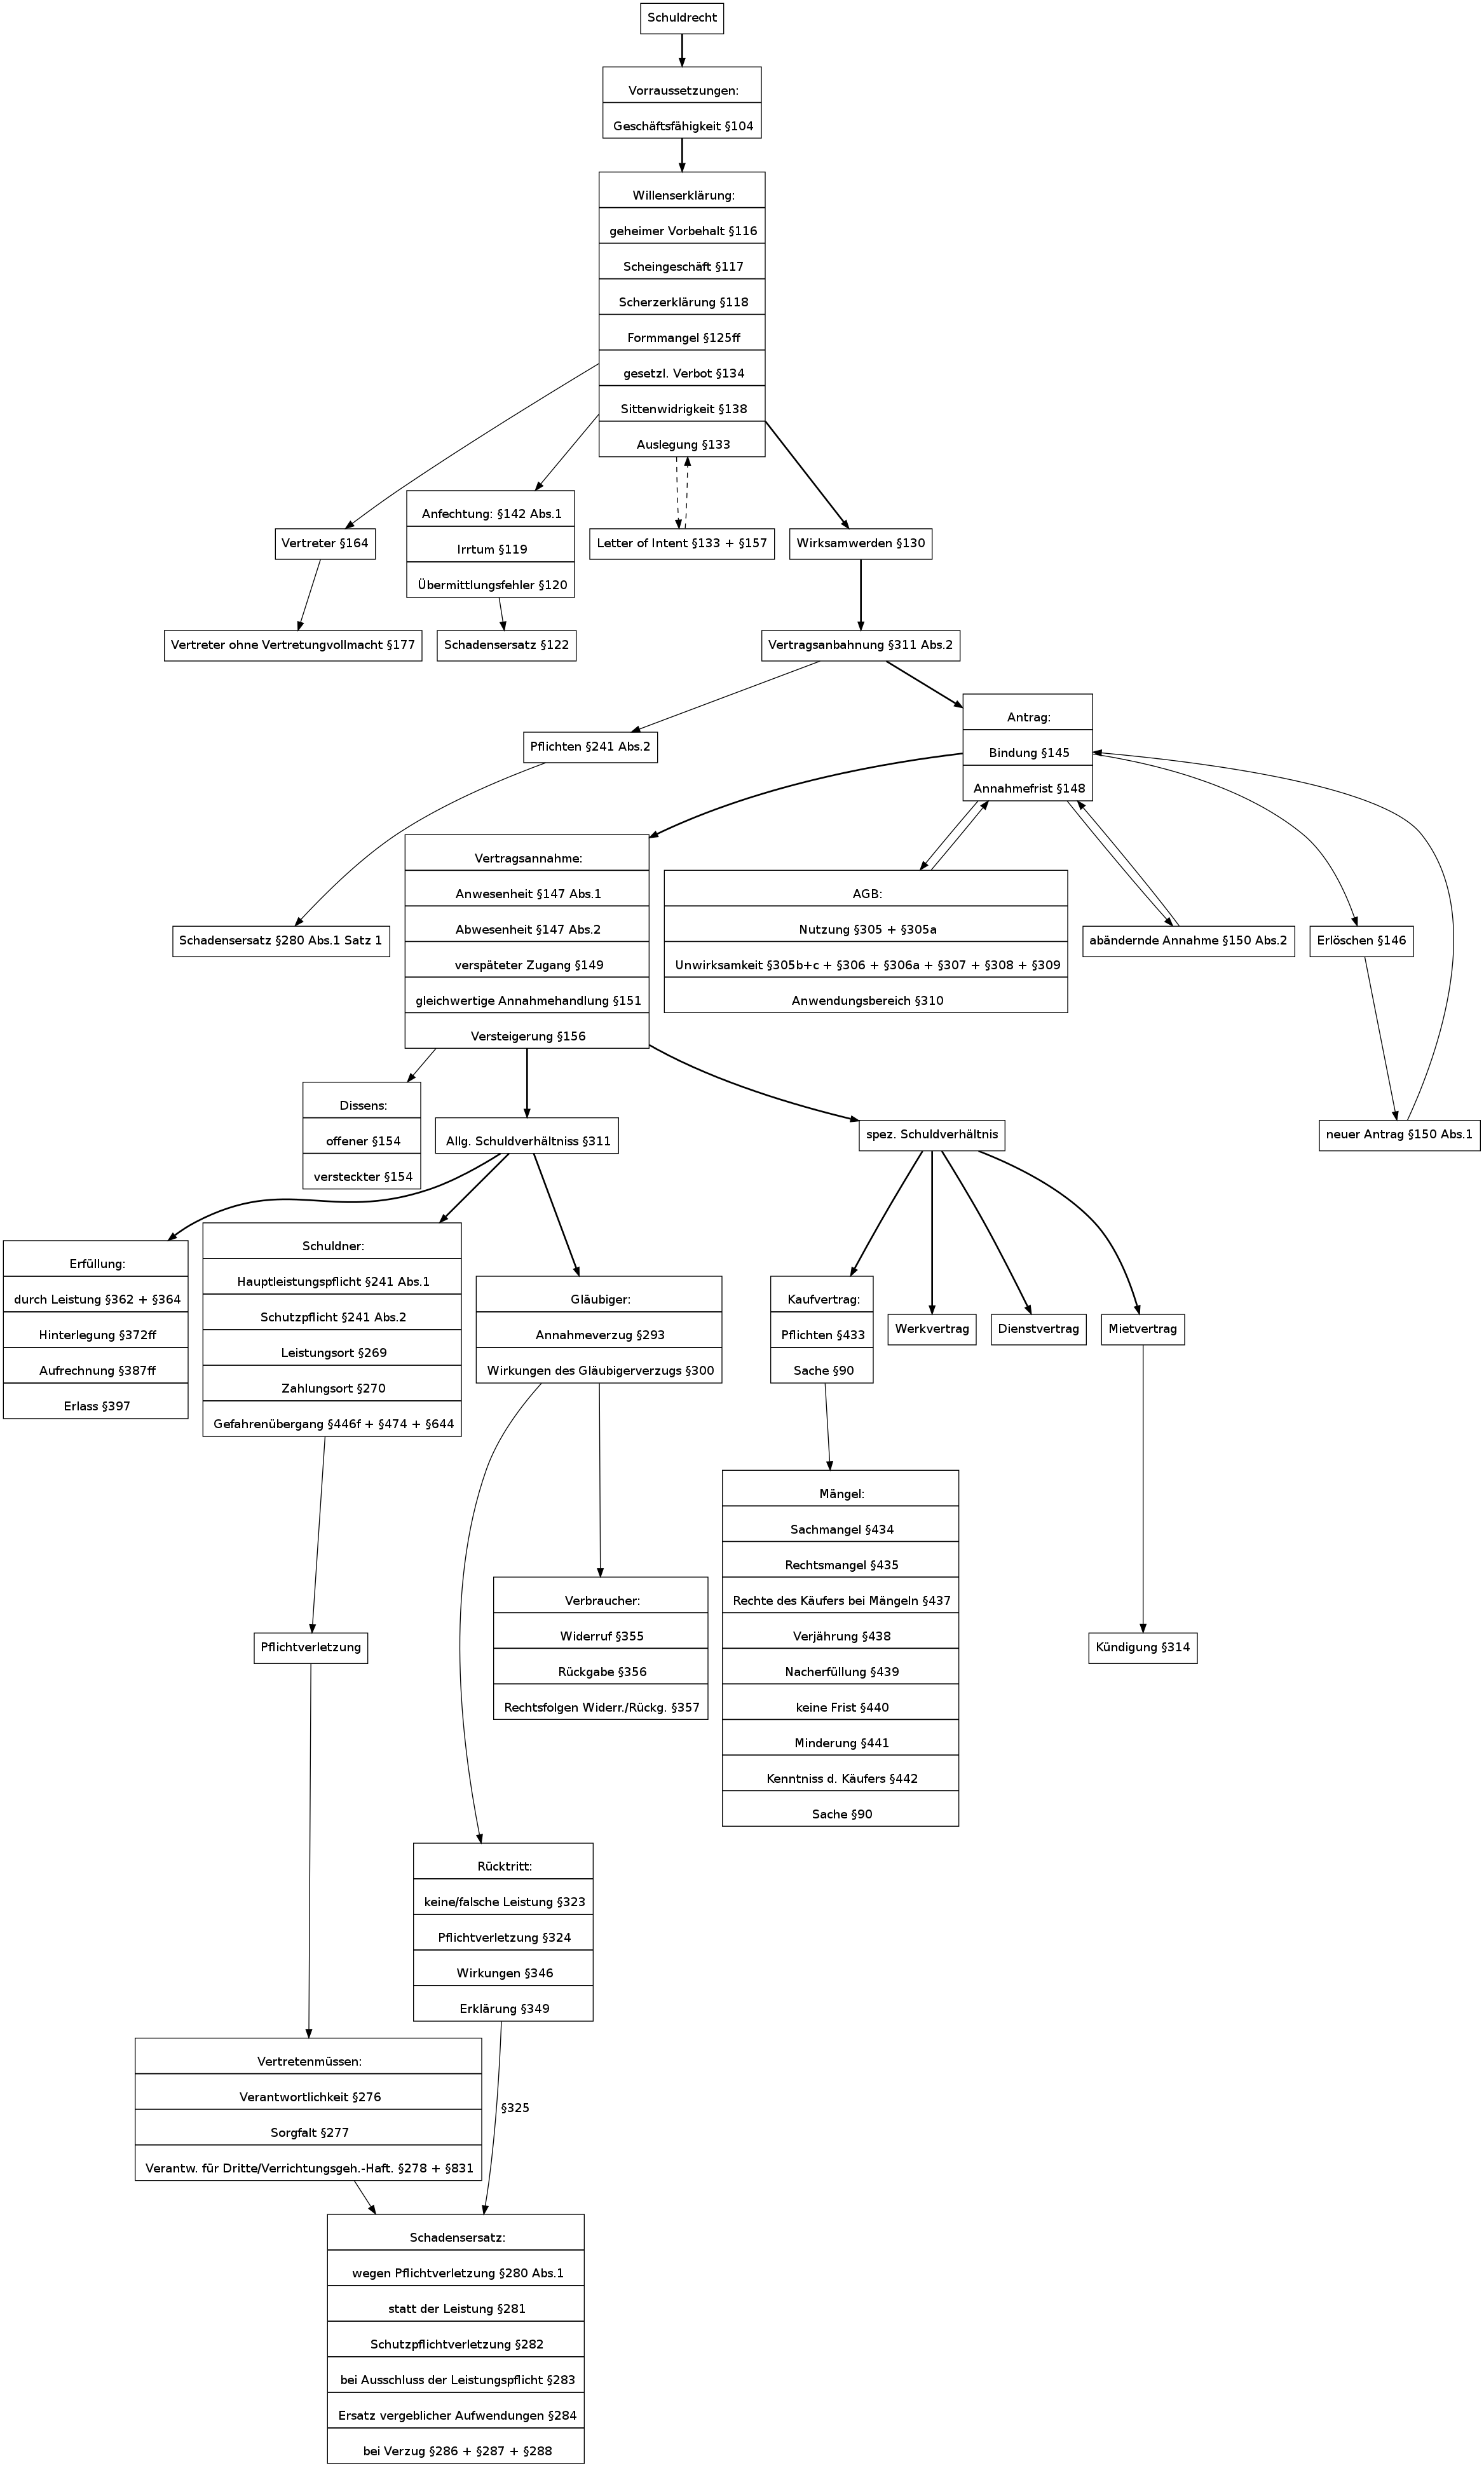 Schuldrecht
Vorraussetzungen:
Geschäftsfähigkeit §104
Willenserklärung:
geheimer Vorbehalt §116
Scheingeschäft §117
Scherzerklärung §118
Formmangel §125ff
gesetzl. Verbot §134
Sittenwidrigkeit §138
Auslegung §133
Vertreter §164
Anfechtung: §142 Abs.1
Irrtum §119
Übermittlungsfehler §120
Letter of Intent §133 + §157
Wirksamwerden §130
Vertreter ohne Vertretungvollmacht §177
Schadensersatz §122
Vertragsanbahnung §311 Abs.2
Pflichten §241 Abs.2
Antrag:
Bindung §145
Annahmefrist §148
Schadensersatz §280 Abs.1 Satz 1
Vertragsannahme:
Anwesenheit §147 Abs.1
Abwesenheit §147 Abs.2
verspäteter Zugang §149
gleichwertige Annahmehandlung §151
Versteigerung §156
AGB:
Nutzung §305 + §305a
Unwirksamkeit §305b+c + §306 + §306a + §307 + §308 + §309
Anwendungsbereich §310
abändernde Annahme §150 Abs.2
Erlöschen §146
Dissens:
offener §154
versteckter §154
Allg. Schuldverhältniss §311
spez. Schuldverhältnis
neuer Antrag §150 Abs.1
Erfüllung:
durch Leistung §362 + §364
Hinterlegung §372ff
Aufrechnung §387ff
Erlass §397
Schuldner:
Hauptleistungspflicht §241 Abs.1
Schutzpflicht §241 Abs.2
Leistungsort §269
Zahlungsort §270
Gefahrenübergang §446f + §474 + §644
Gläubiger:
Annahmeverzug §293
Wirkungen des Gläubigerverzugs §300
Kaufvertrag:
Pflichten §433
Sache §90
Werkvertrag
Dienstvertrag
Mietvertrag
Mängel:
Sachmangel §434
Rechtsmangel §435
Rechte des Käufers bei Mängeln §437
Verjährung §438
Nacherfüllung §439
keine Frist §440
Minderung §441
Kenntniss d. Käufers §442
Sache §90
Verbraucher:
Widerruf §355
Rückgabe §356
Rechtsfolgen Widerr./Rückg. §357
Pflichtverletzung
Kündigung §314
Rücktritt:
keine/falsche Leistung §323
Pflichtverletzung §324
Wirkungen §346
Erklärung §349
Vertretenmüssen:
Verantwortlichkeit §276
Sorgfalt §277
Verantw. für Dritte/Verrichtungsgeh.-Haft. §278 + §831
§325
Schadensersatz:
wegen Pflichtverletzung §280 Abs.1
statt der Leistung §281
Schutzpflichtverletzung §282
bei Ausschluss der Leistungspflicht §283
Ersatz vergeblicher Aufwendungen §284
bei Verzug §286 + §287 + §288